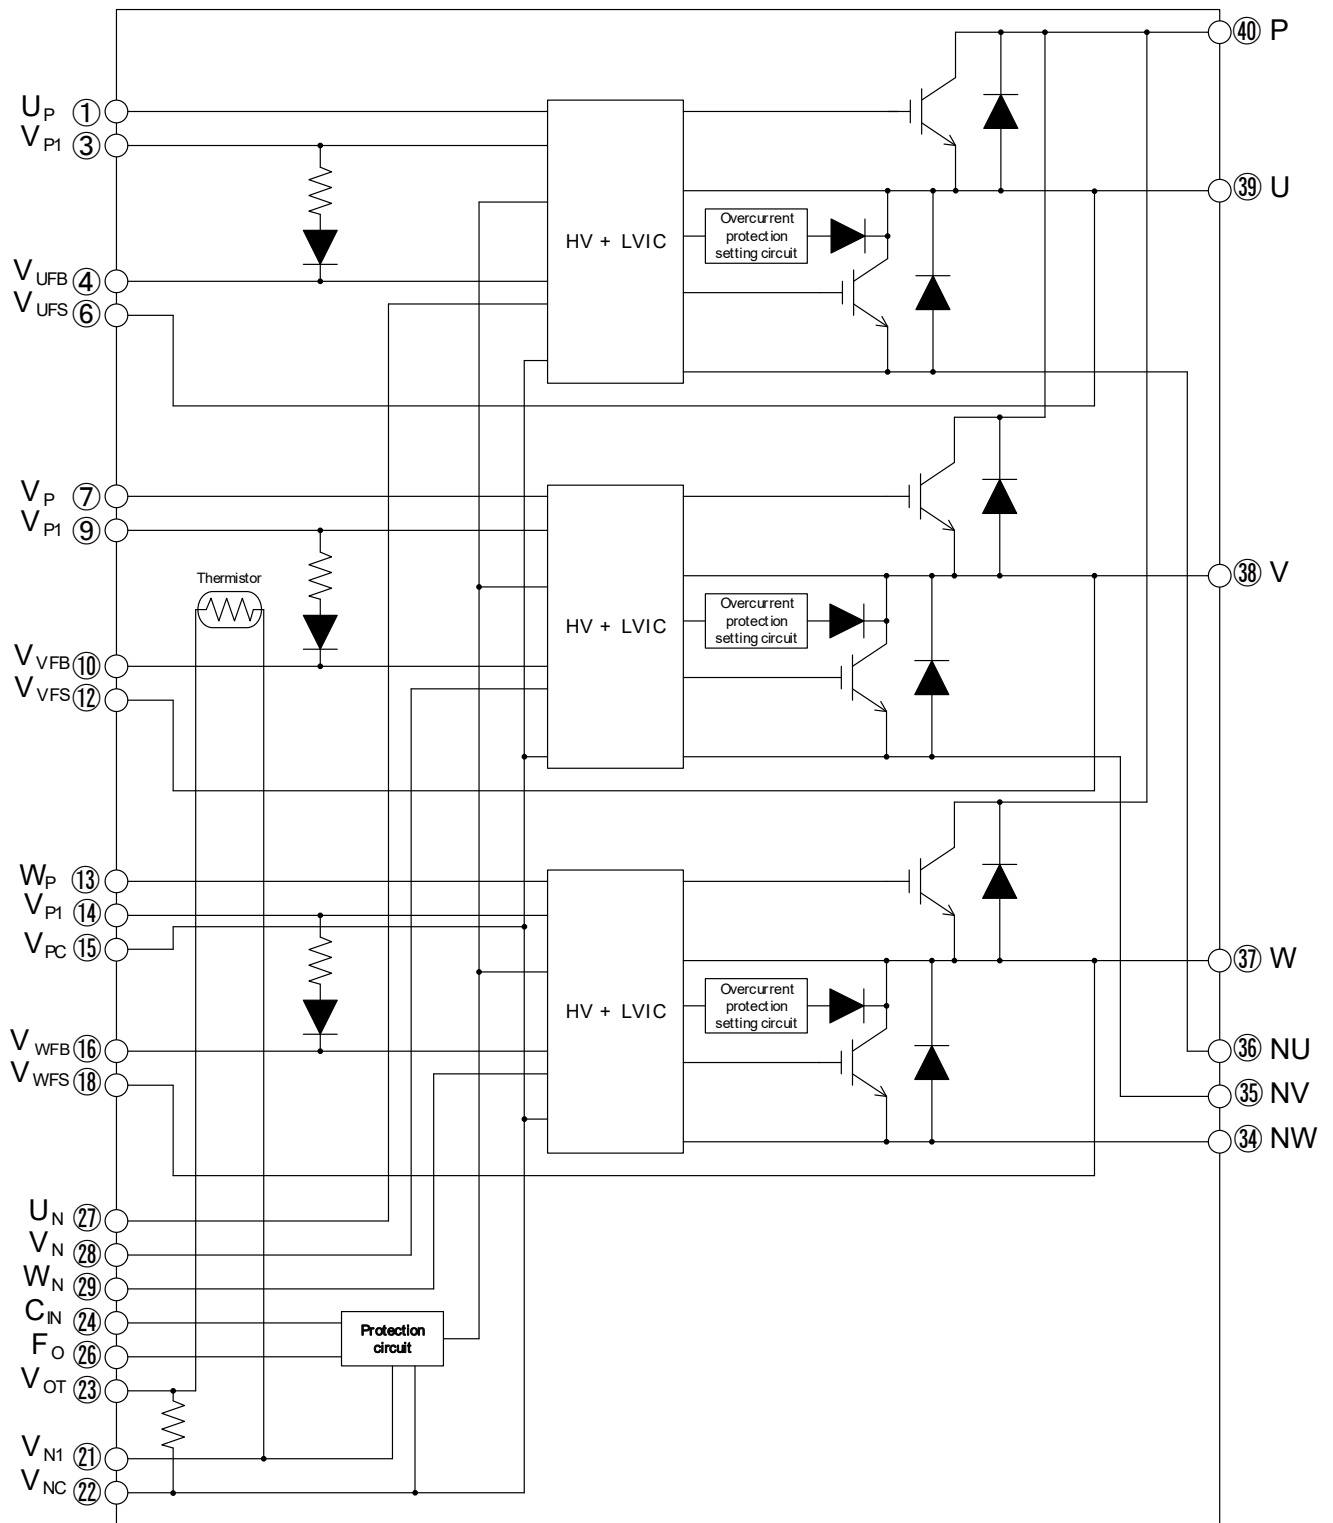 UP ①
VP1 ③
VUFB ④
VUFS ⑥
VP ⑦
VP1 ⑨
Thermistor
VVFB ⑩
VVFS ⑫
WP ⑬
VP1 ⑭
VPC ⑮
VWFB ⑯
VWFS ⑱
UN ㉗
VN ㉘
WN ㉙
CIN ㉔
FO ㉖
VOT ㉓
VN1 ㉑
VNC ㉒
Protection
circuit
HV + LVIC
Overcurrent
protection
setting circuit
HV + LVIC
Overcurrent
protection
setting circuit
HV + LVIC
Overcurrent
protection
setting circuit
㊵ P
㊴ U
㊳ V
㊲ W
㊱ NU
㉟ NV
㉞ NW